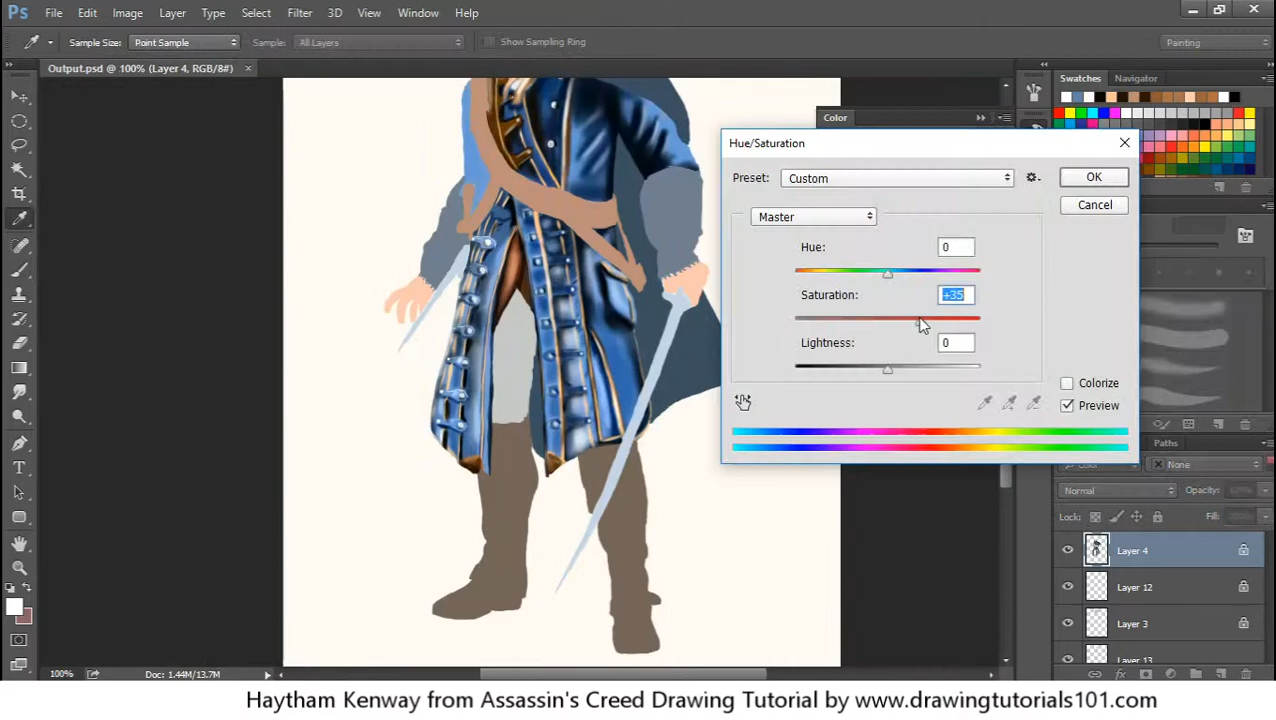 Ps File Edit Image Layer Type Select Filter 3D View Window Help
Sample Size: Point Sample Sample: All Layers Show Sampling Ring Painting
Output.psd @ 100% (Layer 4, RGB/8#) ×
Swatches Navigator
Color
Hue/Saturation
Preset: Custom OK
Cancel
Master
Hue: 0
Saturation: +35
Lightness: 0
Colorize
Preview
Paths
None
Normal Opacity:
Lock: Fill:
Layer 4
Layer 12
Layer 3
Layer 13
100% Doc: 1.44M/13.7M
Haytham Kenway from Assassin's Creed Drawing Tutorial by www.drawingtutorials101.com